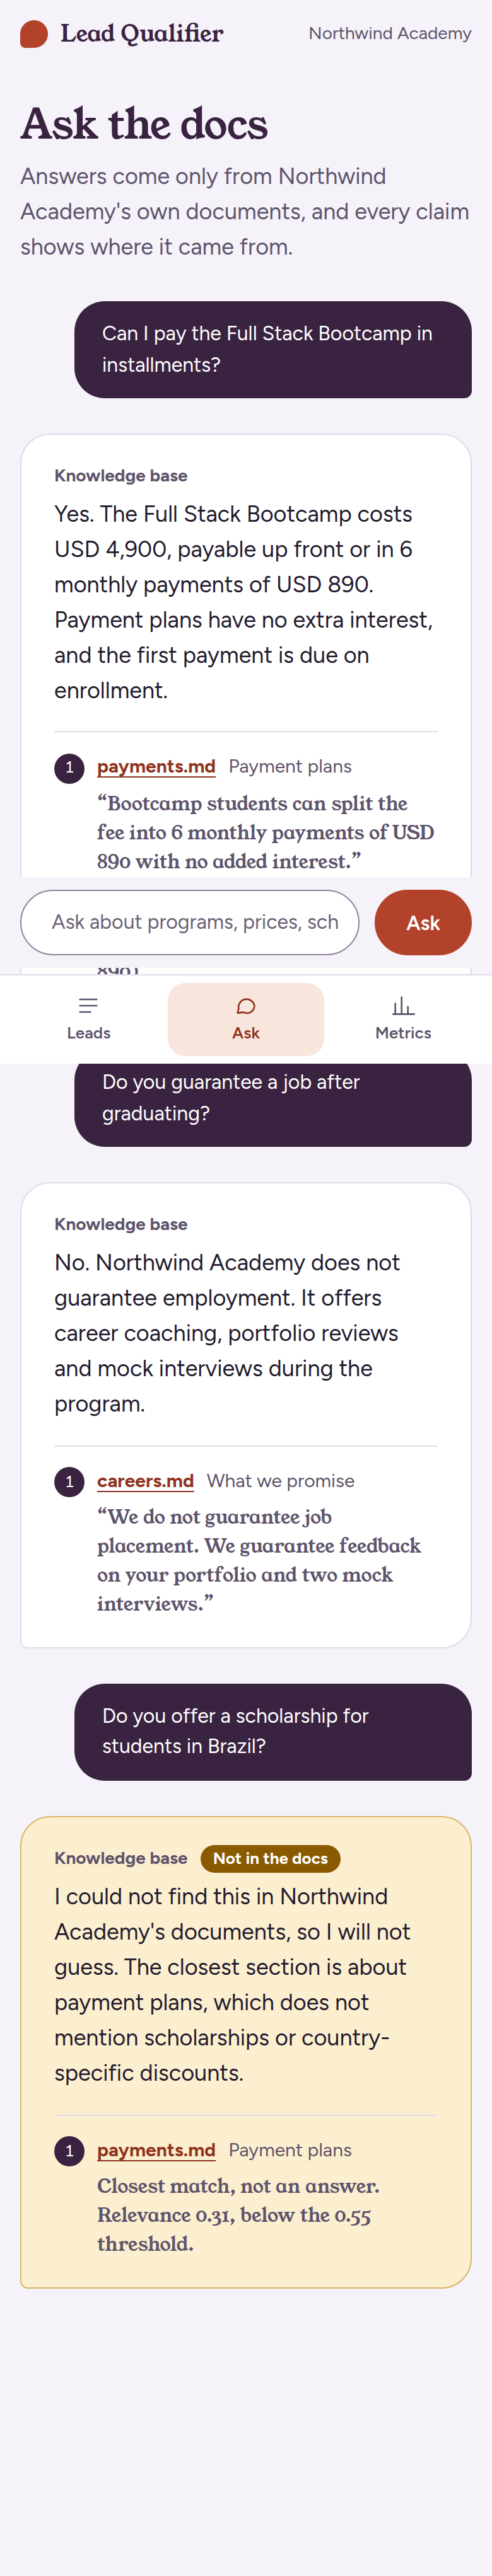 Lead Qualifier
Northwind Academy
Ask the docs
Answers come only from Northwind
Academy's own documents, and every claim
shows where it came from.
Can I pay the Full Stack Bootcamp in
installments?
Knowledge base
Yes. The Full Stack Bootcamp costs
USD 4,900, payable up front or in 6
monthly payments of USD 890.
Payment plans have no extra interest,
and the first payment is due on
enrollment.
1 payments.md Payment plans
“Bootcamp students can split the
fee into 6 monthly payments of USD
890 with no added interest.”
Ask about programs, prices, sch
Ask
Leads
Ask
Metrics
Do you guarantee a job after
graduating?
Knowledge base
No. Northwind Academy does not
guarantee employment. It offers
career coaching, portfolio reviews
and mock interviews during the
program.
1 careers.md What we promise
“We do not guarantee job
placement. We guarantee feedback
on your portfolio and two mock
interviews.”
Do you offer a scholarship for
students in Brazil?
Knowledge base Not in the docs
I could not find this in Northwind
Academy's documents, so I will not
guess. The closest section is about
payment plans, which does not
mention scholarships or country-
specific discounts.
1 payments.md Payment plans
Closest match, not an answer.
Relevance 0.31, below the 0.55
threshold.